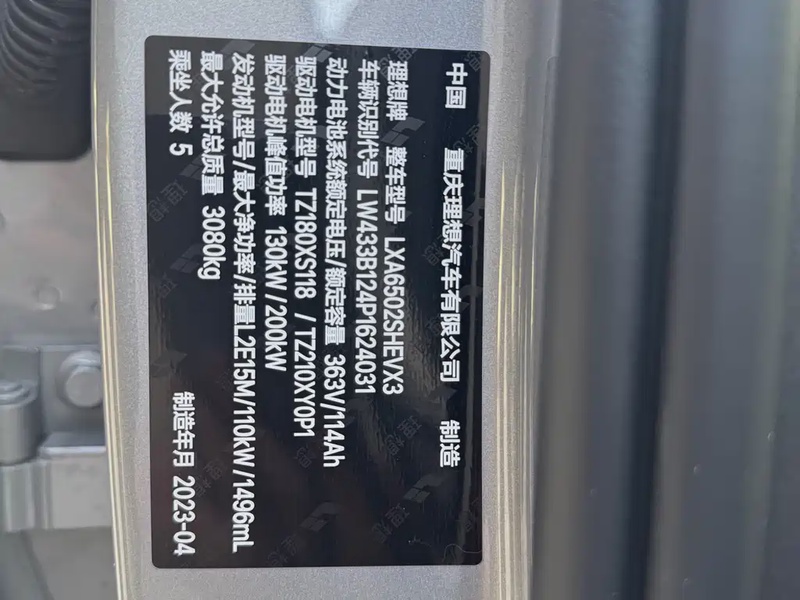 中国 重庆理想汽车有限公司 制造
理想牌 整车型号 LXA6502SHEVX3
车辆识别代号 LW433B124P1624031
动力电池系统额定电压/额定容量 363V/114Ah
驱动电机型号 TZ180XS118 /TZ210XY0P1
驱动电机峰值功率 130kW/200kW
发动机型号/最大净功率/排量L2E15M/110kW/1496mL
最大允许总质量 3080kg
乘坐人数 5 制造年月 2023-04